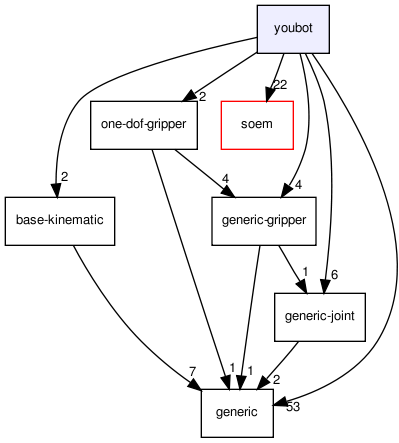 youbot
22
2
one-dof-gripper
soem
2
4
4
base-kinematic
generic-gripper
1
6
generic-joint
7
1
1
2
53
generic